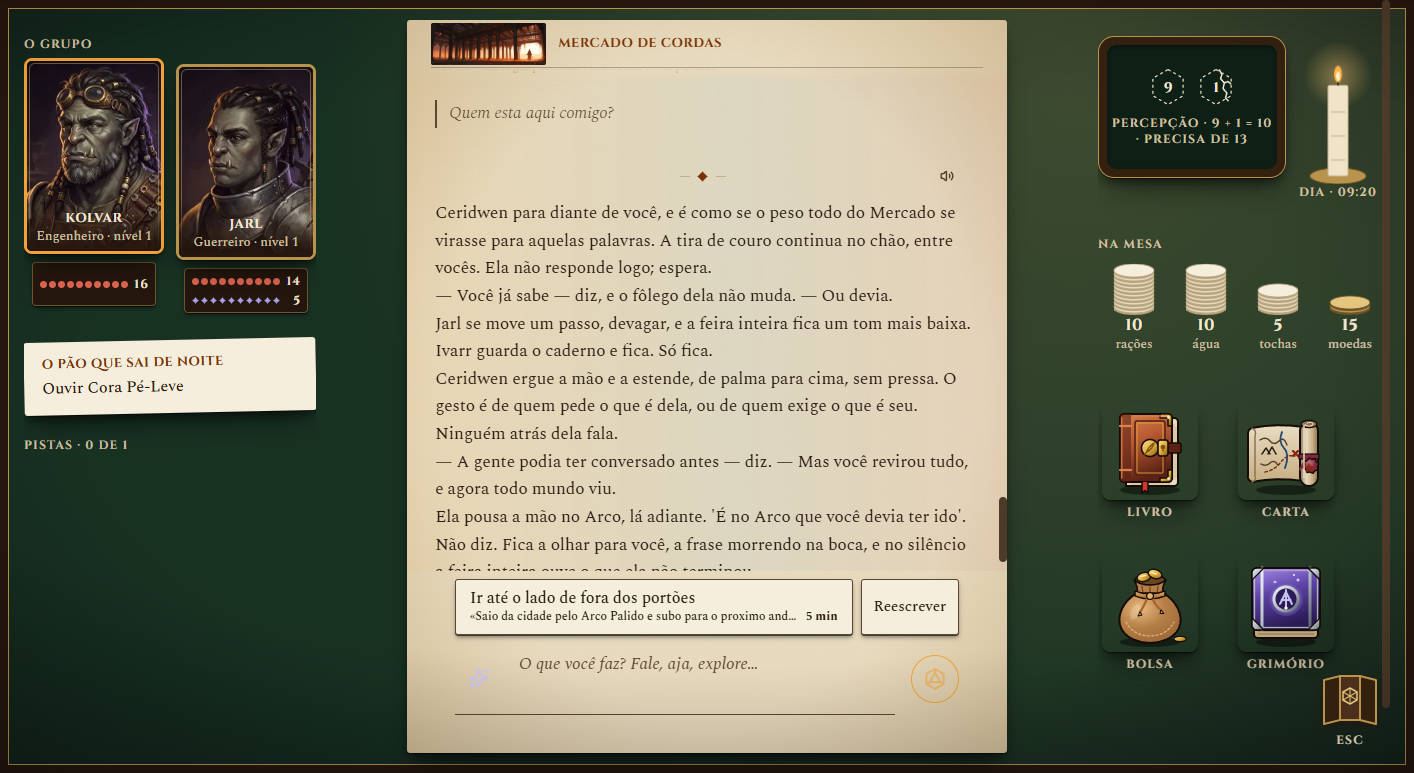 O GRUPO
KOLVAR
Engenheiro · nível 1
16
JARL
Guerreiro · nível 1
14
5
O PÃO QUE SAI DE NOITE
Ouvir Cora Pé-Leve
PISTAS · 0 DE 1
MERCADO DE CORDAS
Quem esta aqui comigo?
Ceridwen para diante de você, e é como se o peso todo do Mercado se
virasse para aquelas palavras. A tira de couro continua no chão, entre
vocês. Ela não responde logo; espera.
— Você já sabe — diz, e o fôlego dela não muda. — Ou devia.
Jarl se move um passo, devagar, e a feira inteira fica um tom mais baixa.
Ivarr guarda o caderno e fica. Só fica.
Ceridwen ergue a mão e a estende, de palma para cima, sem pressa. O
gesto é de quem pede o que é dela, ou de quem exige o que é seu.
Ninguém atrás dela fala.
— A gente podia ter conversado antes — diz. — Mas você revirou tudo,
e agora todo mundo viu.
Ela pousa a mão no Arco, lá adiante. 'É no Arco que você devia ter ido'.
Não diz. Fica a olhar para você, a frase morrendo na boca, e no silêncio
a feira inteira ouve o que ela não terminou.
Ir até o lado de fora dos portões
«Saio da cidade pelo Arco Palido e subo para o proximo and... 5 min
Reescrever
O que você faz? Fale, aja, explore...
9
1
PERCEPÇÃO · 9 + 1 = 10
· PRECISA DE 13
DIA · 09:20
NA MESA
10
rações
10
água
5
tochas
15
moedas
LIVRO
CARTA
BOLSA
GRIMÓRIO
ESC